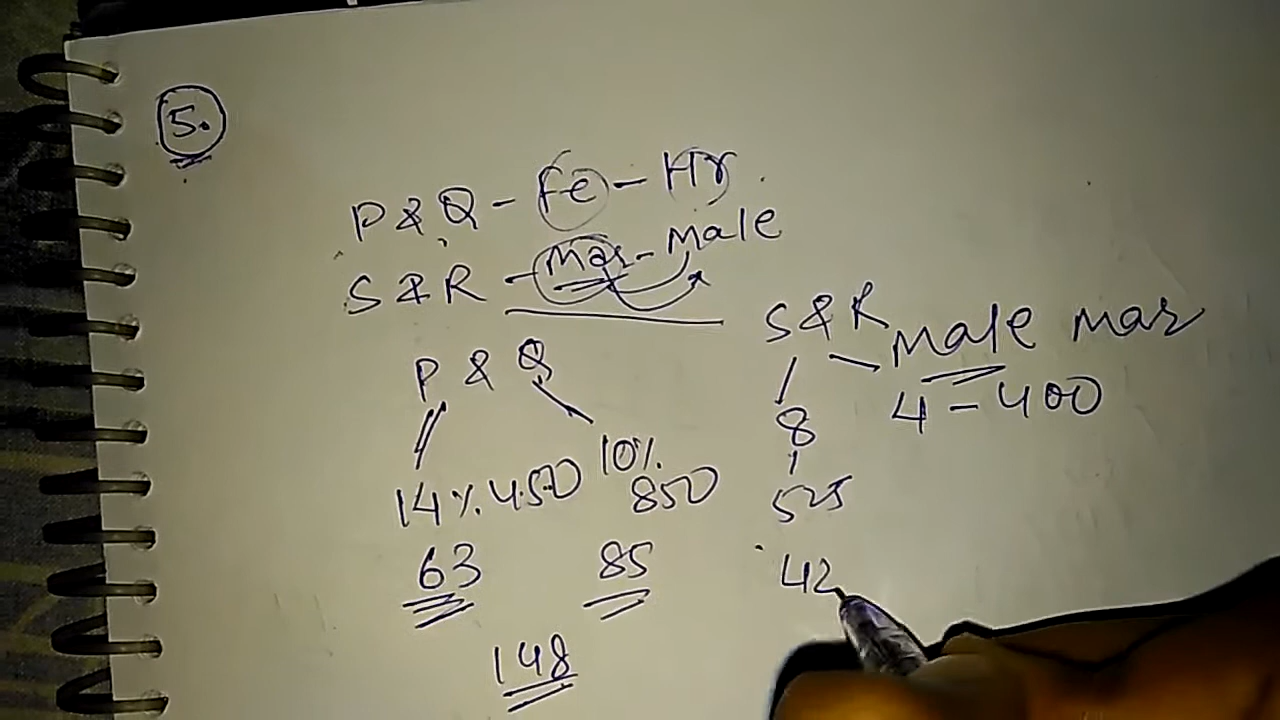 5.
P & Q - Fe - Hr.
S & R - Mar - Male
P & Q
14% 450
10%
850
63
85
148
S & R Male Mar
8
4 - 400
525
42